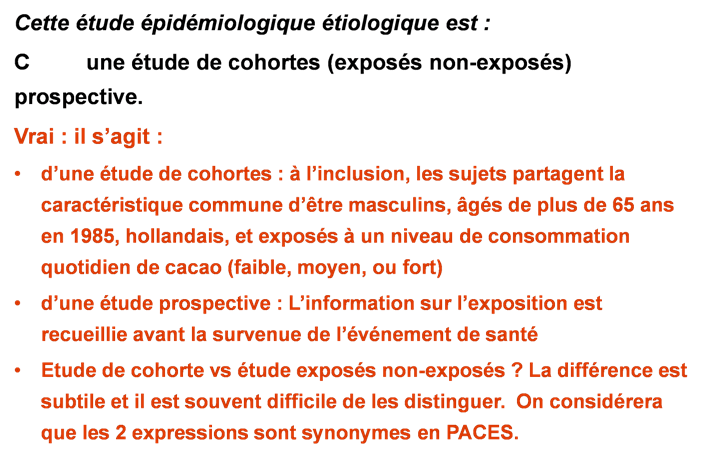 Cette étude épidémiologique étiologique est :
C une étude de cohortes (exposés non-exposés)
prospective.
Vrai : il s’agit :
• d’une étude de cohortes : à l’inclusion, les sujets partagent la
caractéristique commune d’être masculins, âgés de plus de 65 ans
en 1985, hollandais, et exposés à un niveau de consommation
quotidien de cacao (faible, moyen, ou fort)
• d’une étude prospective : L’information sur l’exposition est
recueillie avant la survenue de l’événement de santé
• Etude de cohorte vs étude exposés non-exposés ? La différence est
subtile et il est souvent difficile de les distinguer. On considérera
que les 2 expressions sont synonymes en PACES.